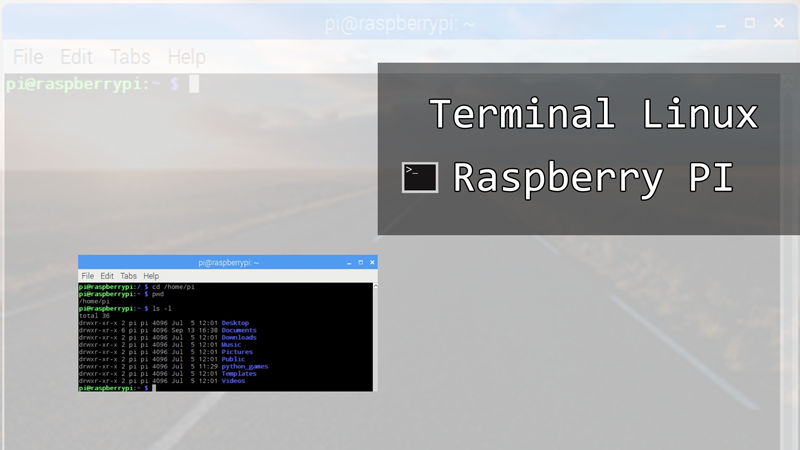 pi@raspberrypi: ~
File Edit Tabs Help
pi@raspberrypi:~ $
Terminal Linux
>_ Raspberry PI
pi@raspberrypi: ~
File Edit Tabs Help
pi@raspberrypi:/ $ cd /home/pi
pi@raspberrypi:~ $ pwd
/home/pi
pi@raspberrypi:~ $ ls -l
total 36
drwxr-xr-x 2 pi pi 4096 Jul 5 12:01 Desktop
drwxr-xr-x 6 pi pi 4096 Sep 13 16:38 Documents
drwxr-xr-x 2 pi pi 4096 Jul 5 12:01 Downloads
drwxr-xr-x 2 pi pi 4096 Jul 5 12:01 Music
drwxr-xr-x 2 pi pi 4096 Jul 5 12:01 Pictures
drwxr-xr-x 2 pi pi 4096 Jul 5 12:01 Public
drwxr-xr-x 2 pi pi 4096 Jul 5 11:29 python_games
drwxr-xr-x 2 pi pi 4096 Jul 5 12:01 Templates
drwxr-xr-x 2 pi pi 4096 Jul 5 12:01 Videos
pi@raspberrypi:~ $